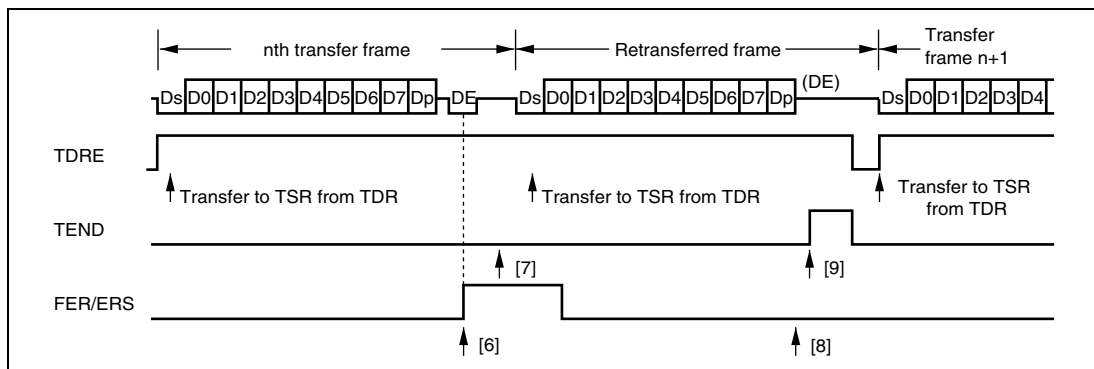 nth transfer frame
Retransferred frame
Transfer
frame n+1
Ds D0 D1 D2 D3 D4 D5 D6 D7 Dp DE
Ds D0 D1 D2 D3 D4 D5 D6 D7 Dp (DE)
Ds D0 D1 D2 D3 D4
TDRE
Transfer to TSR from TDR
Transfer to TSR from TDR
Transfer to TSR
from TDR
TEND
[7]
[9]
FER/ERS
[6]
[8]